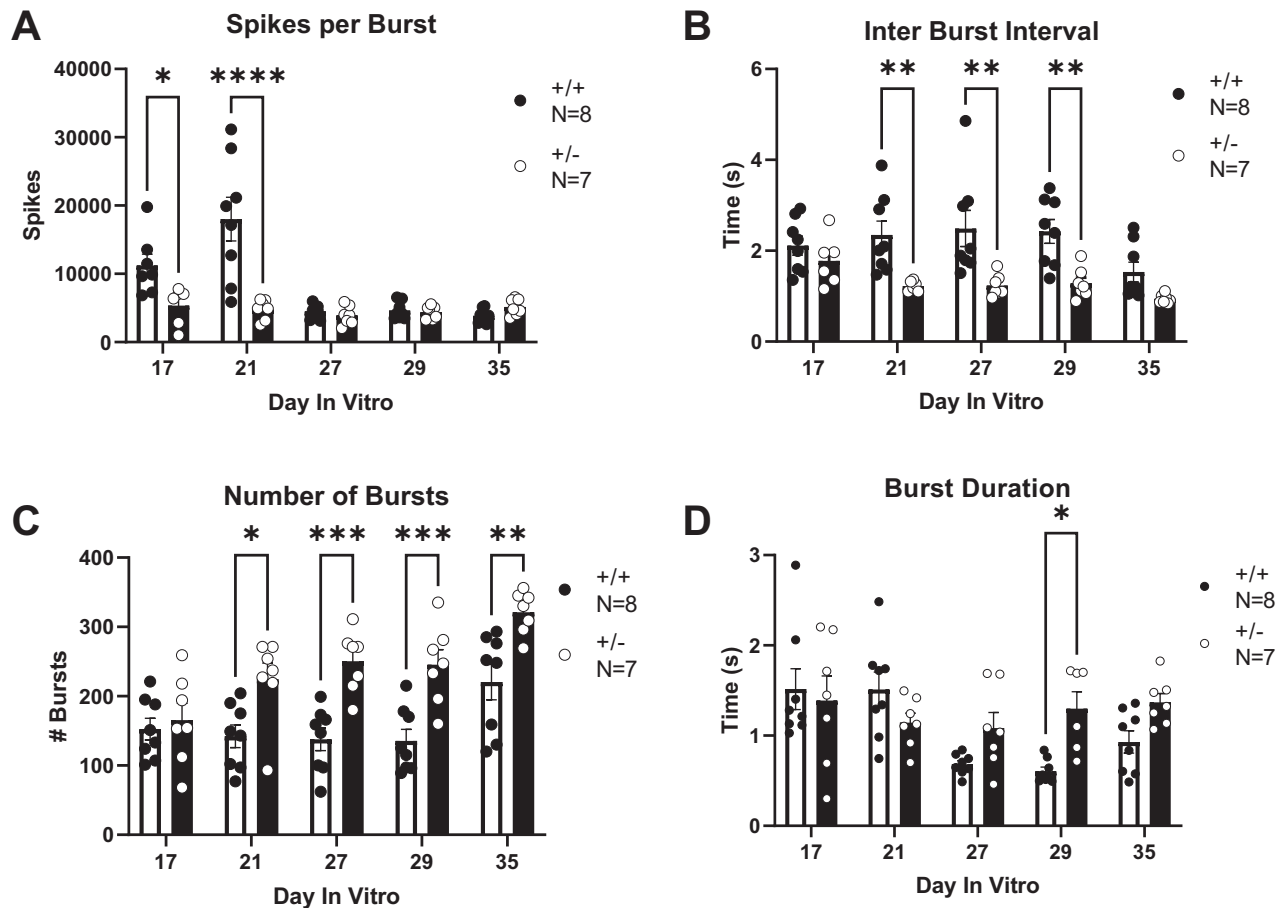 A
Spikes per Burst
Spikes
40000
30000
20000
10000
0
* ****
+/+
N=8
+/-
N=7
17 21 27 29 35
Day In Vitro
B
Inter Burst Interval
Time (s)
6
4
2
0
** ** **
+/+
N=8
+/-
N=7
17 21 27 29 35
Day In Vitro
C
Number of Bursts
# Bursts
400
300
200
100
0
* *** *** **
+/+
N=8
+/-
N=7
17 21 27 29 35
Day In Vitro
D
Burst Duration
Time (s)
3
2
1
0
*
+/+
N=8
+/-
N=7
17 21 27 29 35
Day In Vitro